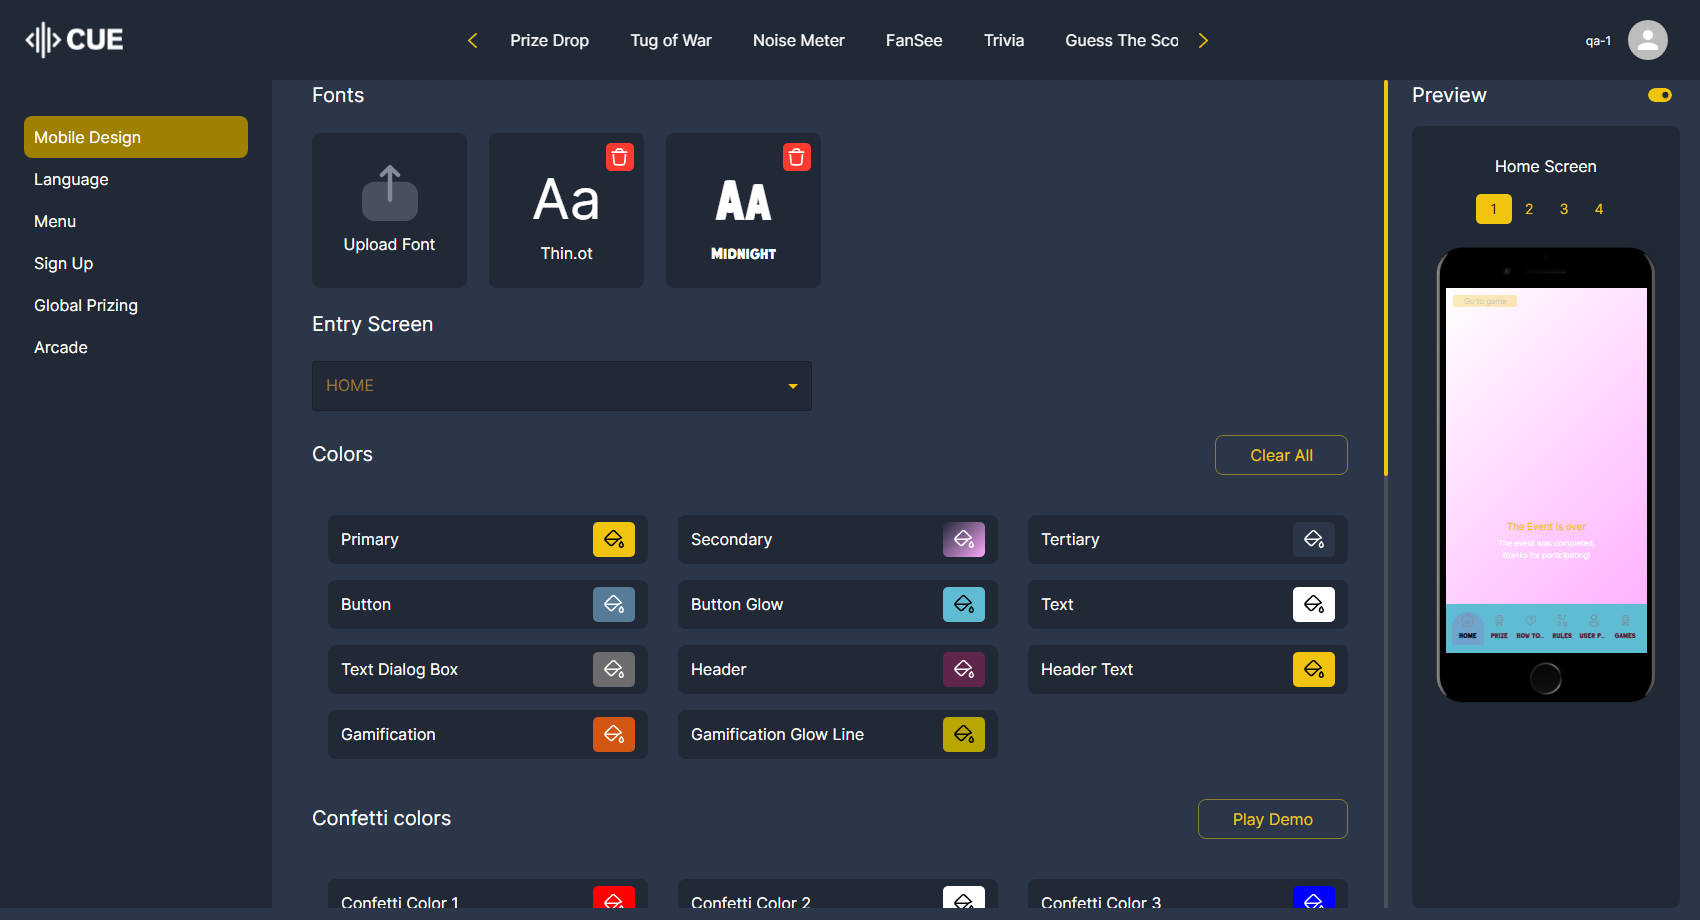 CUE
Prize Drop
Tug of War
Noise Meter
FanSee
Trivia
Guess The Sco
qa-1
Mobile Design
Language
Menu
Sign Up
Global Prizing
Arcade
Fonts
Upload Font
Aa
Thin.ot
AA
MIDNIGHT
Entry Screen
HOME
Colors
Clear All
Primary
Secondary
Tertiary
Button
Button Glow
Text
Text Dialog Box
Header
Header Text
Gamification
Gamification Glow Line
Confetti colors
Play Demo
Confetti Color 1
Confetti Color 2
Confetti Color 3
Preview
Home Screen
1 2 3 4
Go to game
The Event is over
The event was completed,
thanks for participating!
HOME PRIZE HOW TO.. RULES USER P.. GAMES